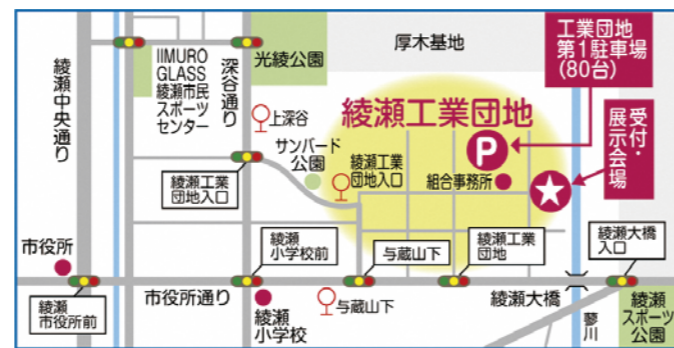 工業団地
第1駐車場
(80台)
厚木基地
光綾公園
IIMURO
GLASS
綾瀬市民
スポーツ
センター
深谷通り
綾瀬中央通り
上深谷
綾瀬工業団地
受付・
展示会場
P
サンバード
公園
綾瀬工業
団地入口
組合事務所
綾瀬工業
団地入口
市役所
綾瀬
小学校前
与蔵山下
綾瀬工業
団地
綾瀬大橋
入口
綾瀬
市役所前
市役所通り
綾瀬
小学校
与蔵山下
綾瀬大橋
蓼川
綾瀬
スポーツ
公園